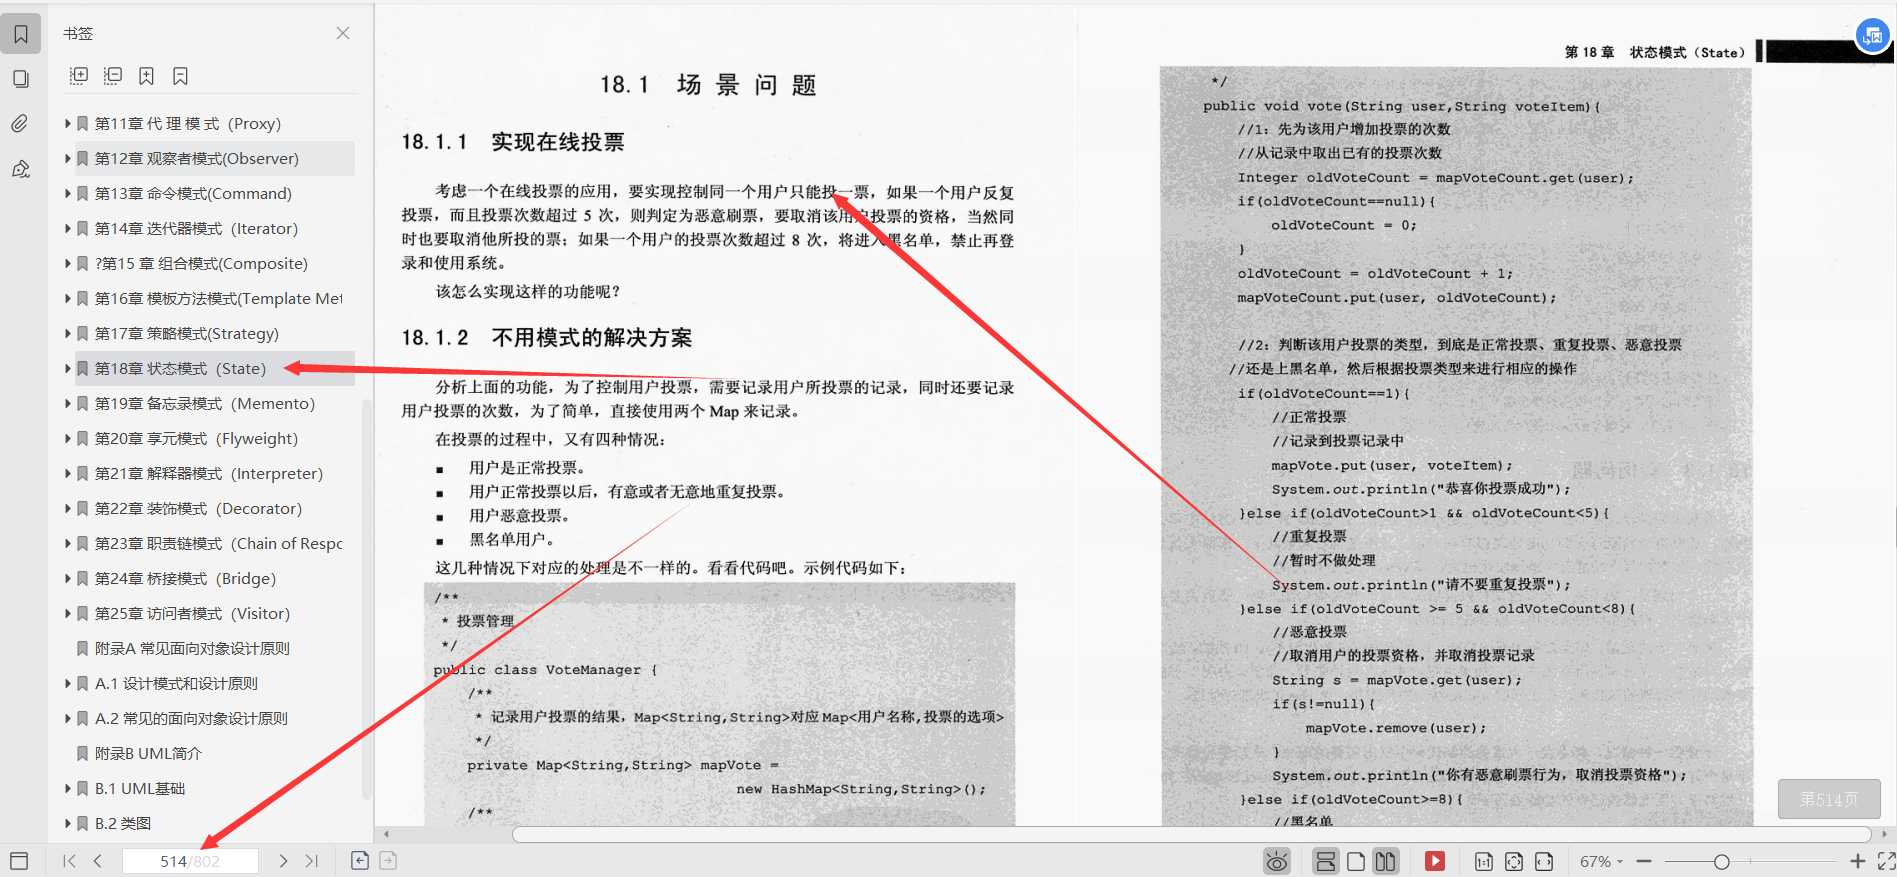 书签
第11章 代 理 模 式（Proxy)
第12章 观察者模式(Observer)
第13章 命令模式(Command)
第14章 迭代器模式（Iterator)
?第15 章 组合模式(Composite)
第16章 模板方法模式(Template Met
第17章 策略模式(Strategy)
第18章 状态模式（State)
第19章 备忘录模式（Memento)
第20章 享元模式（Flyweight)
第21章 解释器模式（Interpreter)
第22章 装饰模式（Decorator)
第23章 职责链模式（Chain of Respc
第24章 桥接模式（Bridge)
第25章 访问者模式（Visitor)
附录A 常见面向对象设计原则
A.1 设计模式和设计原则
A.2 常见的面向对象设计原则
附录B UML简介
B.1 UML基础
B.2 类图
18.1 场 景 问 题
18.1.1 实现在线投票
考虑一个在线投票的应用，要实现控制同一个用户只能投一票，如果一个用户反复
投票，而且投票次数超过 5 次，则判定为恶意刷票，要取消该用户投票的资格，当然同
时也要取消他所投的票；如果一个用户的投票次数超过 8 次，将进入黑名单，禁止再登
录和使用系统。
该怎么实现这样的功能呢？
18.1.2 不用模式的解决方案
分析上面的功能，为了控制用户投票，需要记录用户所投票的记录，同时还要记录
用户投票的次数，为了简单，直接使用两个 Map 来记录。
在投票的过程中，又有四种情况：
■ 用户是正常投票。
■ 用户正常投票以后，有意或者无意地重复投票。
■ 用户恶意投票。
■ 黑名单用户。
这几种情况下对应的处理是不一样的。看看代码吧。示例代码如下：
/**
* 投票管理
*/
public class VoteManager {
/**
* 记录用户投票的结果，Map<String,String>对应Map<用户名称,投票的选项>
*/
private Map<String,String> mapVote =
new HashMap<String,String>();
/**
第 18 章 状态模式（State）
*/
public void vote(String user,String voteItem){
//1：先为该用户增加投票的次数
//从记录中取出已有的投票次数
Integer oldVoteCount = mapVoteCount.get(user);
if(oldVoteCount==null){
oldVoteCount = 0;
}
oldVoteCount = oldVoteCount + 1;
mapVoteCount.put(user, oldVoteCount);
//2：判断该用户投票的类型，到底是正常投票、重复投票、恶意投票
//还是上黑名单，然后根据投票类型来进行相应的操作
if(oldVoteCount==1){
//正常投票
//记录到投票记录中
mapVote.put(user, voteItem);
System.out.println("恭喜你投票成功");
}else if(oldVoteCount>1 && oldVoteCount<5){
//重复投票
//暂时不做处理
System.out.println("请不要重复投票");
}else if(oldVoteCount >= 5 && oldVoteCount<8){
//恶意投票
//取消用户的投票资格，并取消投票记录
String s = mapVote.get(user);
if(s!=null){
mapVote.remove(user);
}
System.out.println("你有恶意刷票行为，取消投票资格");
}else if(oldVoteCount>=8){
//黑名单
第514页
514/802
1:1
67%